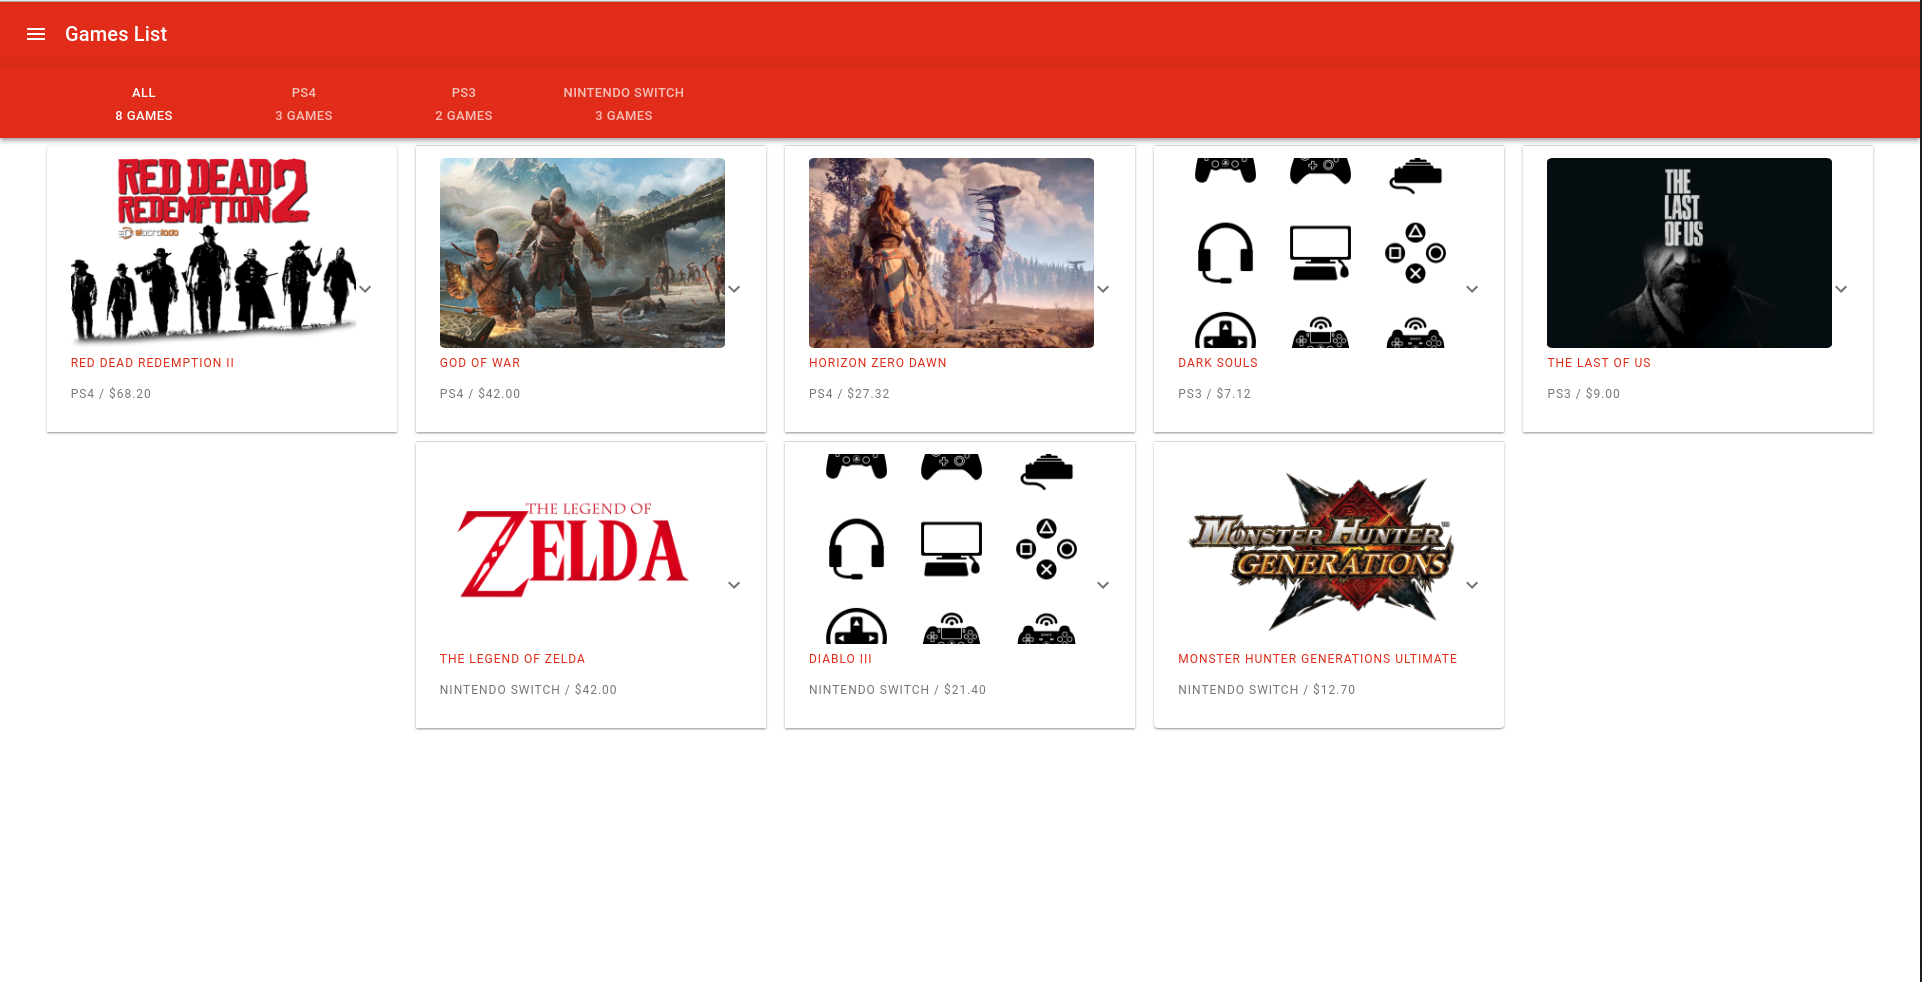 Games List
ALL
8 GAMES
PS4
3 GAMES
PS3
2 GAMES
NINTENDO SWITCH
3 GAMES
RED DEAD
REDEMPTION 2
RED DEAD REDEMPTION II
PS4 / $68.20
GOD OF WAR
PS4 / $42.00
HORIZON ZERO DAWN
PS4 / $27.32
DARK SOULS
PS3 / $7.12
THE
LAST
OF US
THE LAST OF US
PS3 / $9.00
THE LEGEND OF
ZELDA
THE LEGEND OF ZELDA
NINTENDO SWITCH / $42.00
DIABLO III
NINTENDO SWITCH / $21.40
MONSTER HUNTER
GENERATIONS
MONSTER HUNTER GENERATIONS ULTIMATE
NINTENDO SWITCH / $12.70